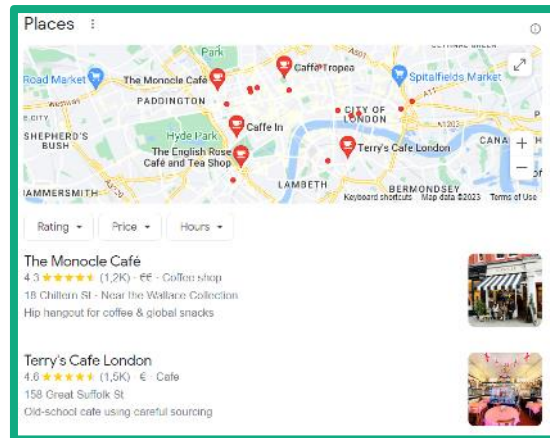 Places
Park
A501
Road Market
The Monocle Café
Caffè Tropea
Spitalfields Market
PADDINGTON
CITY OF
LONDON
SHEPHERD'S
BUSH
Hyde Park
Caffe In
A1203
The English Rose
Café and Tea Shop
Terry's Cafe London
CANA
LAMBETH
BERMONDSEY
HAMMERSMITH
Keyboard shortcuts Map data ©2023 Terms of Use
Rating
Price
Hours
The Monocle Café
4.3 (1,2K) · €€ · Coffee shop
18 Chiltern St · Near the Wallace Collection
Hip hangout for coffee & global snacks
Terry's Cafe London
4.6 (1,5K) · € · Cafe
158 Great Suffolk St
Old-school cafe using careful sourcing